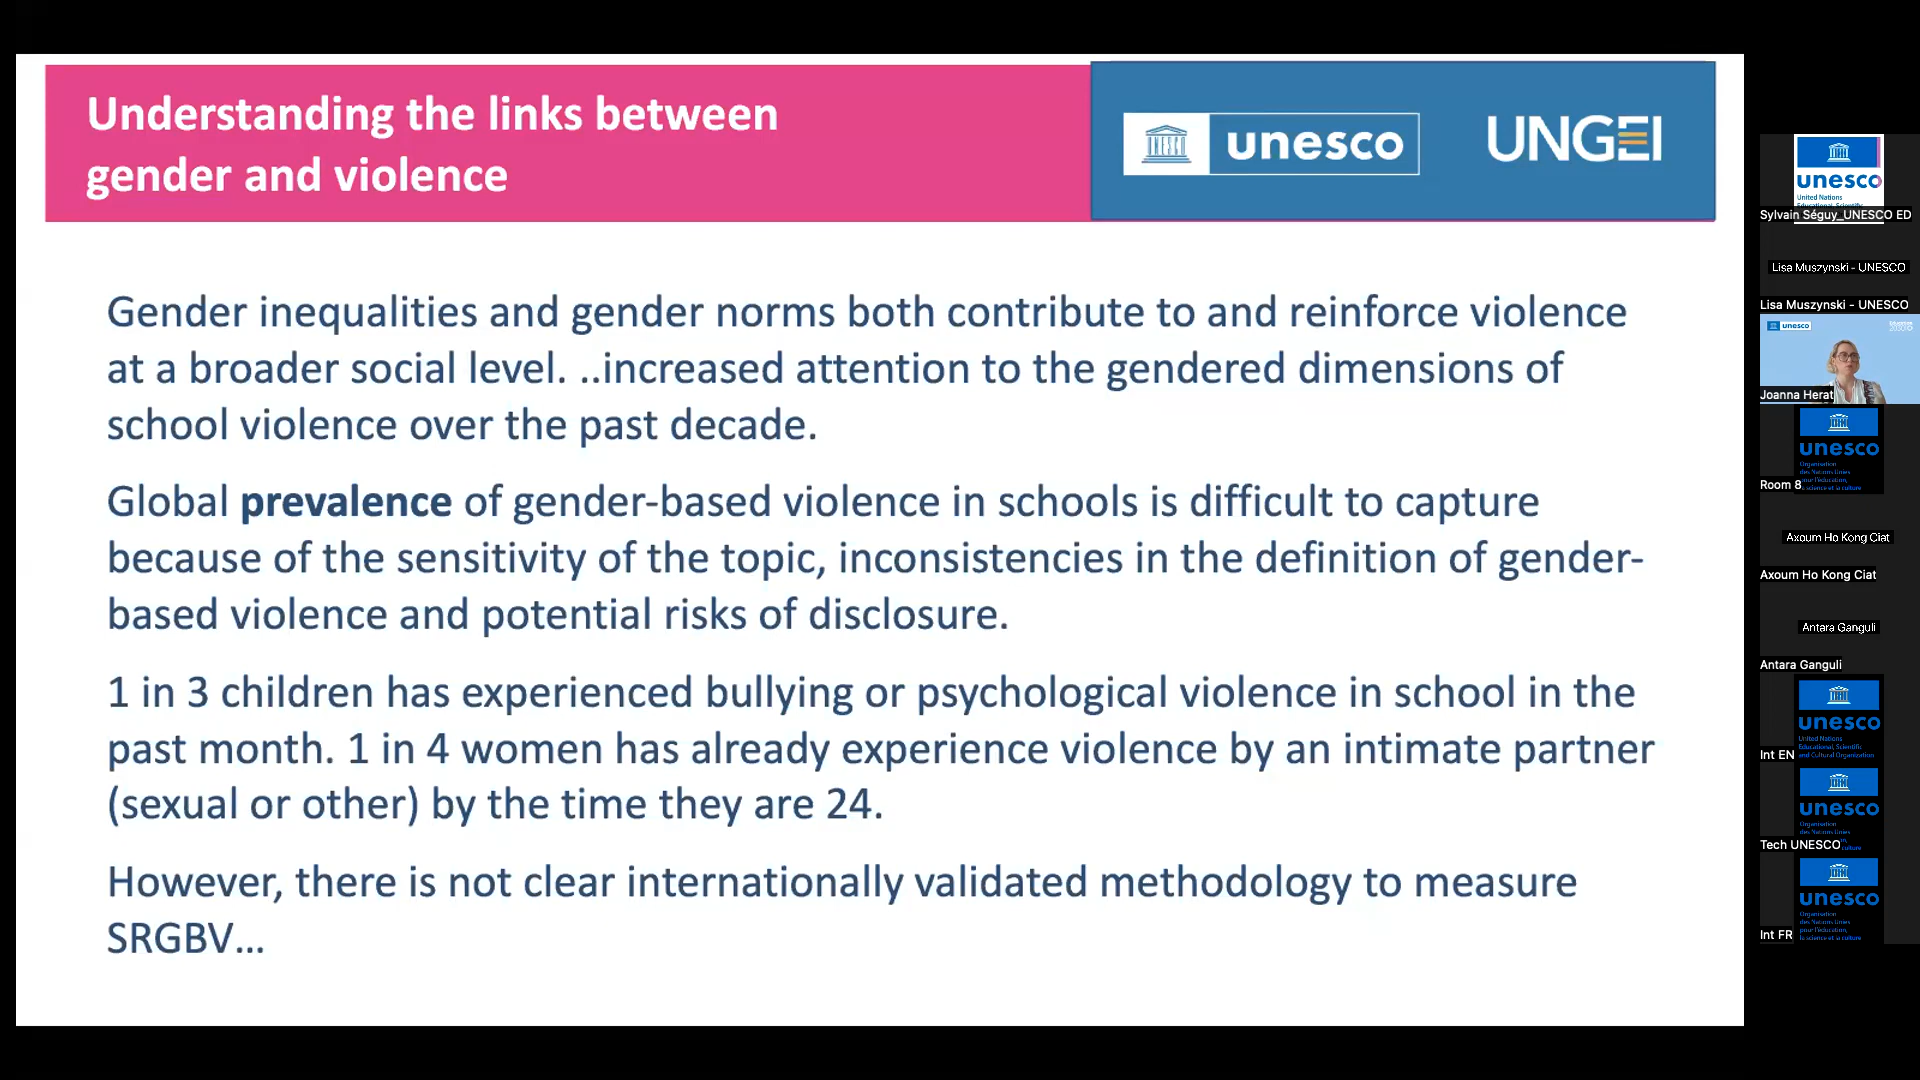 Understanding the links between
gender and violence
unesco
UNGEI
Gender inequalities and gender norms both contribute to and reinforce violence
at a broader social level. ..increased attention to the gendered dimensions of
school violence over the past decade.
Global prevalence of gender-based violence in schools is difficult to capture
because of the sensitivity of the topic, inconsistencies in the definition of gender-
based violence and potential risks of disclosure.
1 in 3 children has experienced bullying or psychological violence in school in the
past month. 1 in 4 women has already experience violence by an intimate partner
(sexual or other) by the time they are 24.
However, there is not clear internationally validated methodology to measure
SRGBV...
unesco
United Nations
Sylvain Séguy_UNESCO ED
Lisa Muszynski - UNESCO
Lisa Muszynski - UNESCO
unesco
Joanna Herat
unesco
Organisation
des Nations Unies
pour l'éducation,
la science et la culture
Room 8
Axoum Ho Kong Ciat
Axoum Ho Kong Ciat
Antara Ganguli
Antara Ganguli
unesco
United Nations
Educational, Scientific
and Cultural Organization
Int EN
unesco
Organisation
des Nations Unies
culture
Tech UNESCO
unesco
Organisation
des Nations Unies
pour l'éducation,
la science et la culture
Int FR